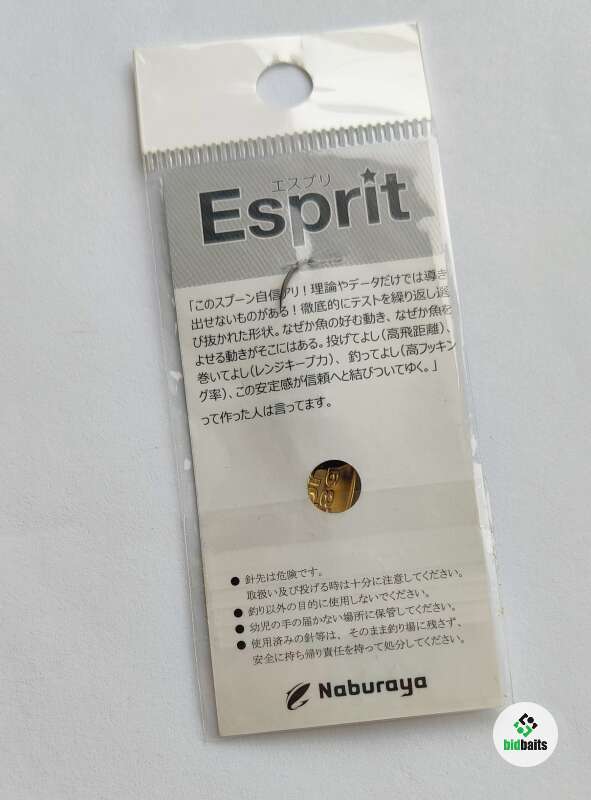 エスプリ
Esprit
「このスプーン自信アリ！理論やデータだけでは導き
出せないものがある！徹底的にテストを繰り返し選
び抜かれた形状。なぜか魚の好む動き、なぜか魚を
よせる動きがそこにはある。投げてよし（高飛距離）、
巻いてよし（レンジキープ力）、釣ってよし（高フッキン
グ率）、この安定感が信頼へと結びついてゆく。」
って作った人は言ってます。
● 針先は危険です。
取扱い及び投げる時は十分に注意してください。
● 釣り以外の目的に使用しないでください。
● 幼児の手の届かない場所に保管してください。
● 使用済みの針等は、そのまま釣り場に残さず、
安全に持ち帰り責任を持って処分してください。
Naburaya
bidbaits